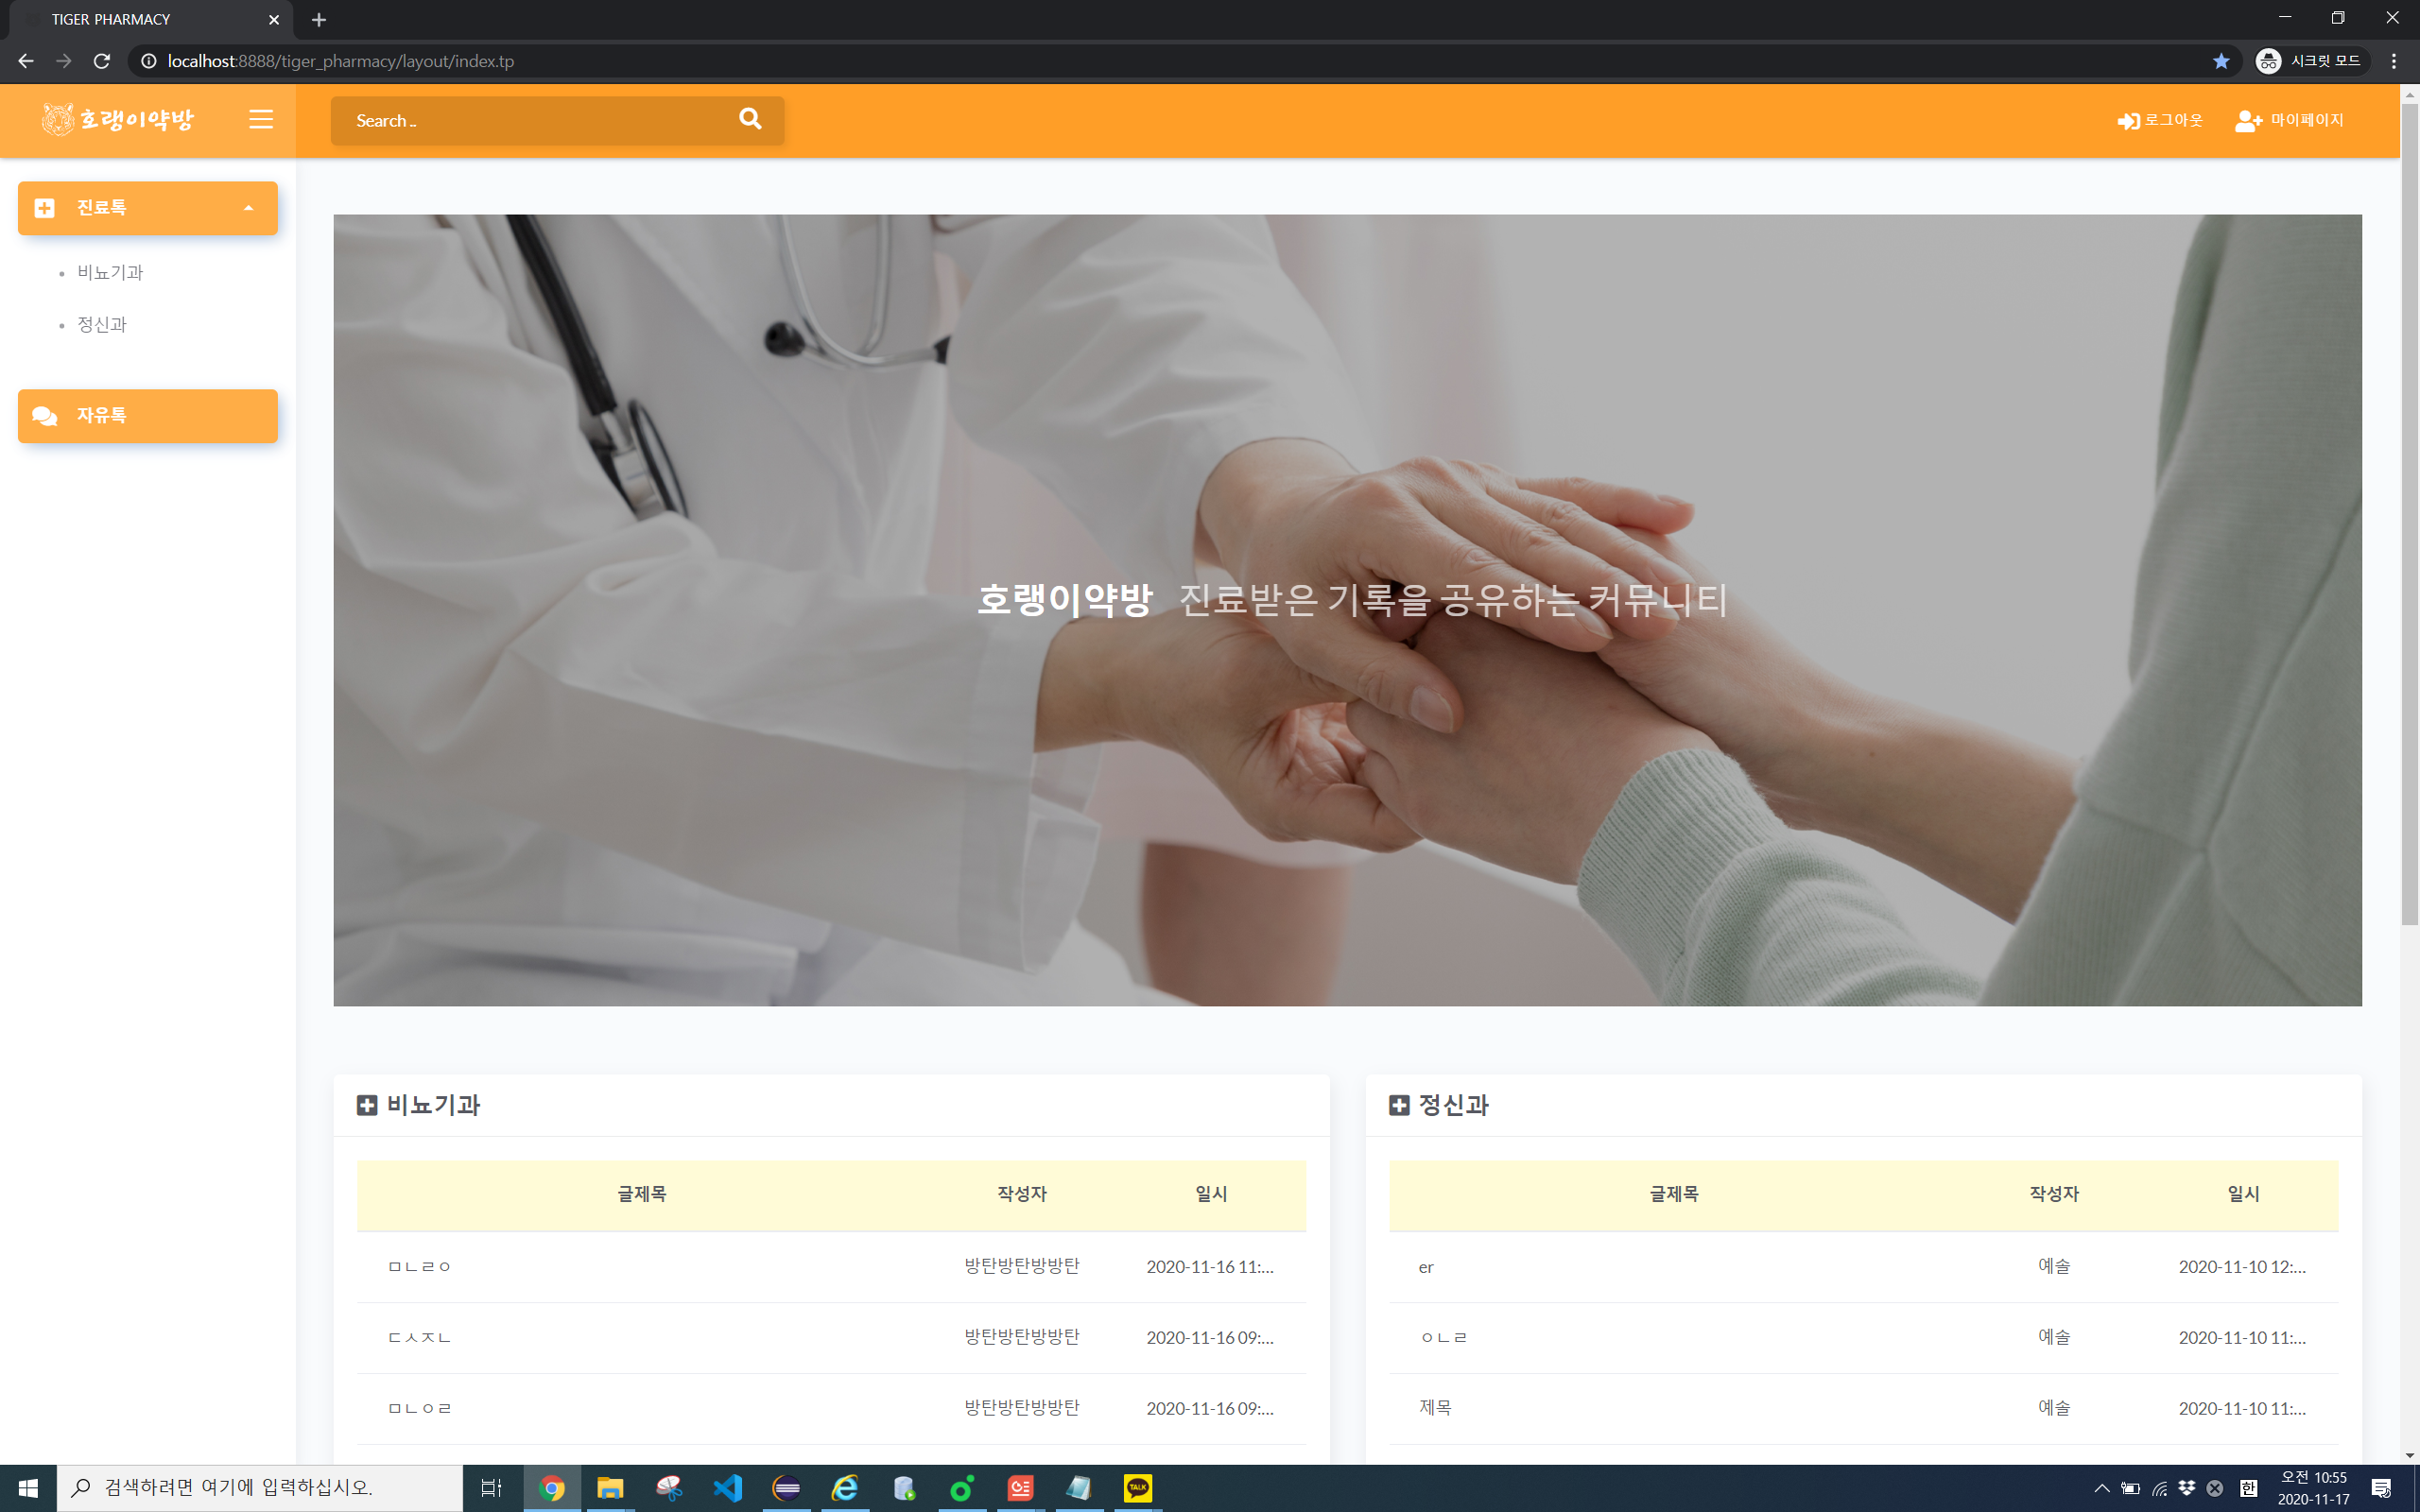 TIGER PHARMACY
localhost:8888/tiger_pharmacy/layout/index.tp
시크릿 모드
호랭이약방
Search ..
로그아웃
마이페이지
진료톡
비뇨기과
정신과
자유톡
호랭이약방 진료받은 기록을 공유하는 커뮤니티
비뇨기과
글제목 작성자 일시
ㅁㄴㄹㅇ 방탄방탄방방탄 2020-11-16 11:...
ㄷㅅㅈㄴ 방탄방탄방방탄 2020-11-16 09:...
ㅁㄴㅇㄹ 방탄방탄방방탄 2020-11-16 09:...
정신과
글제목 작성자 일시
er 예솔 2020-11-10 12:...
ㅇㄴㄹ 예솔 2020-11-10 11:...
제목 예솔 2020-11-10 11:...
검색하려면 여기에 입력하십시오.
TALK
한
오전 10:55
2020-11-17